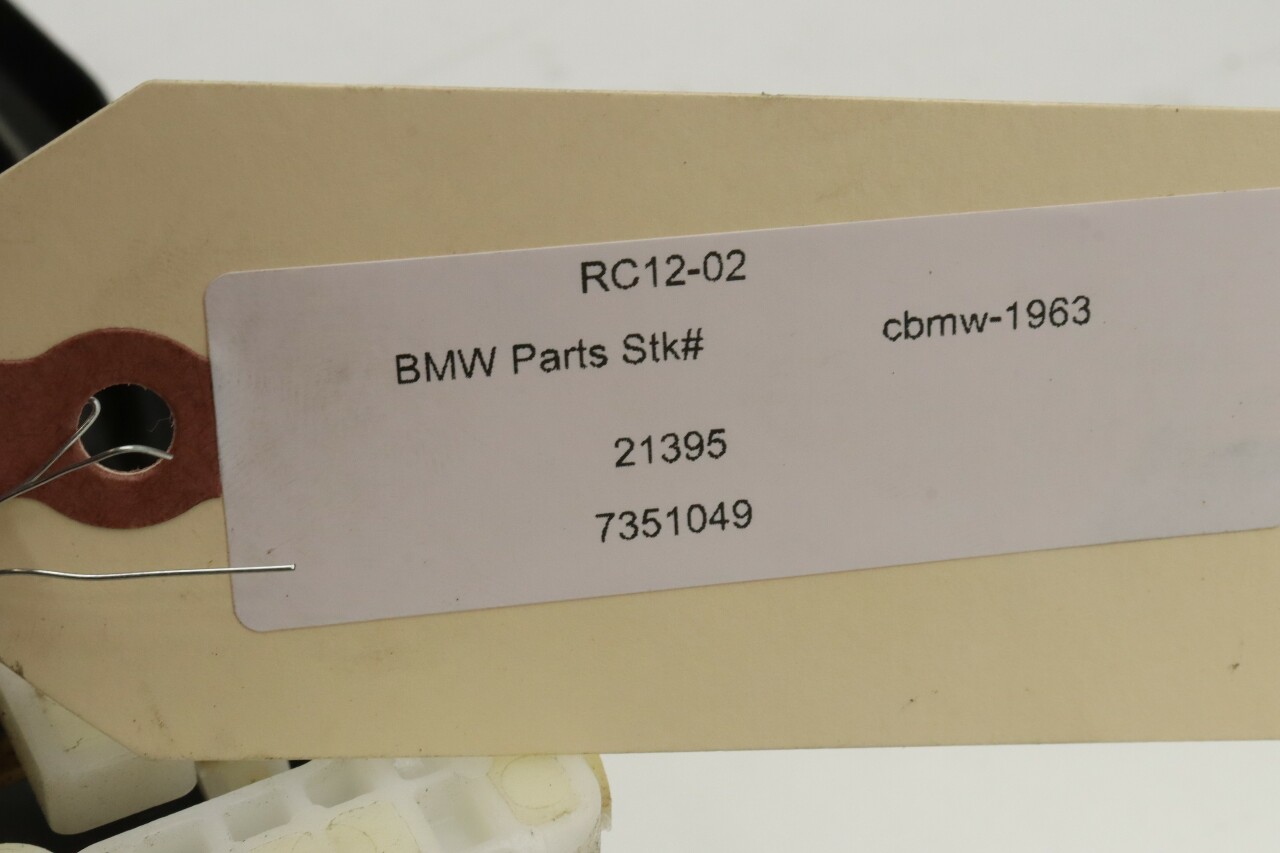 RC12-02
BMW Parts Stk# cbmw-1963
21395
7351049